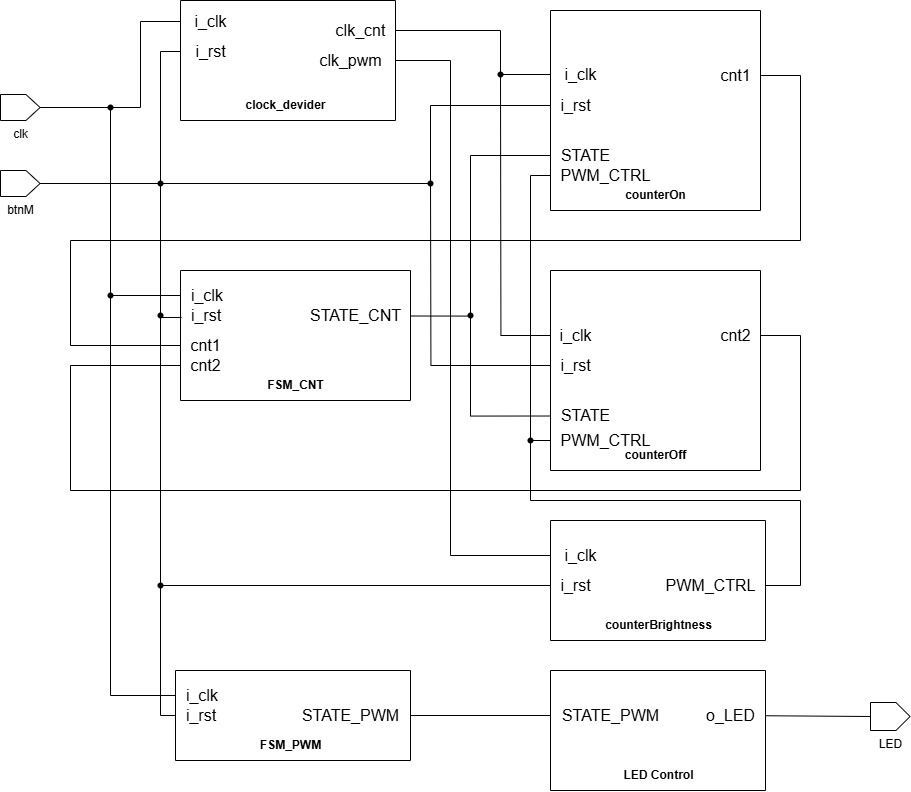 i_clk
i_rst
clk_cnt
clk_pwm
clock_devider
clk
btnM
i_clk
i_rst
STATE
PWM_CTRL
cnt1
counterOn
i_clk
i_rst
cnt1
cnt2
STATE_CNT
FSM_CNT
i_clk
i_rst
STATE
PWM_CTRL
cnt2
counterOff
i_clk
i_rst
PWM_CTRL
counterBrightness
i_clk
i_rst
STATE_PWM
FSM_PWM
STATE_PWM
o_LED
LED Control
LED